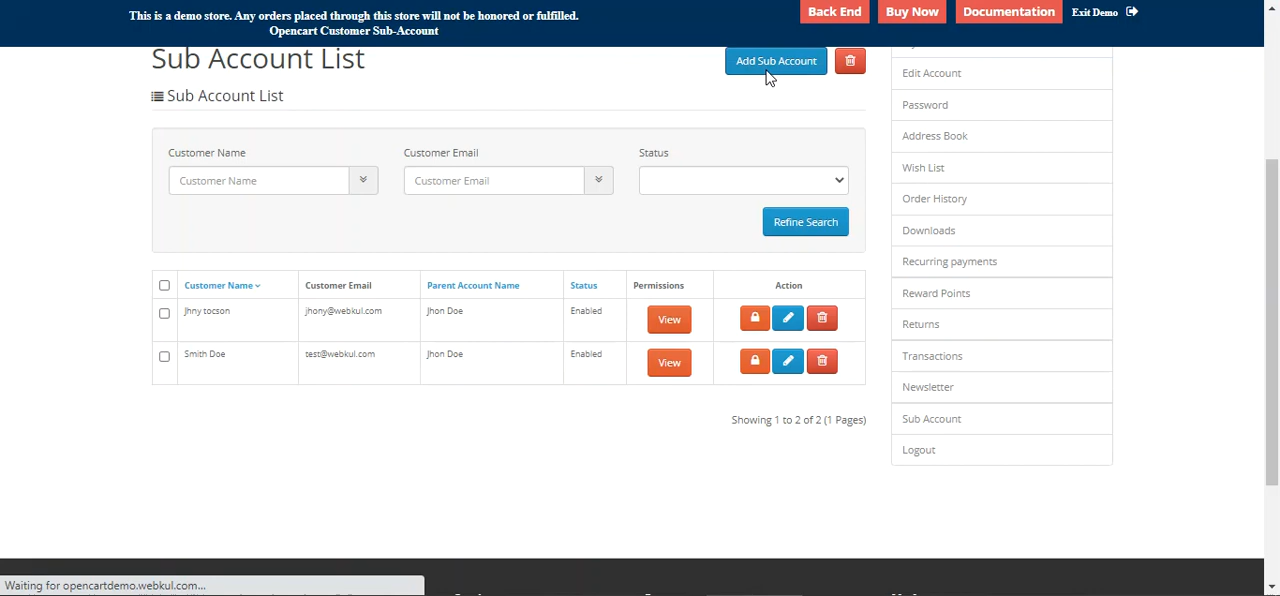 This is a demo store. Any orders placed through this store will not be honored or fulfilled.
Opencart Customer Sub-Account
Back End
Buy Now
Documentation
Exit Demo
Sub Account List
Add Sub Account
Sub Account List
Customer Name
Customer Email
Status
Customer Name
Customer Email
Refine Search
Customer Name Customer Email Parent Account Name Status Permissions Action
Jhny tocson jhony@webkul.com Jhon Doe Enabled View
Smith Doe test@webkul.com Jhon Doe Enabled View
Showing 1 to 2 of 2 (1 Pages)
Edit Account
Password
Address Book
Wish List
Order History
Downloads
Recurring payments
Reward Points
Returns
Transactions
Newsletter
Sub Account
Logout
Waiting for opencartdemo.webkul.com...